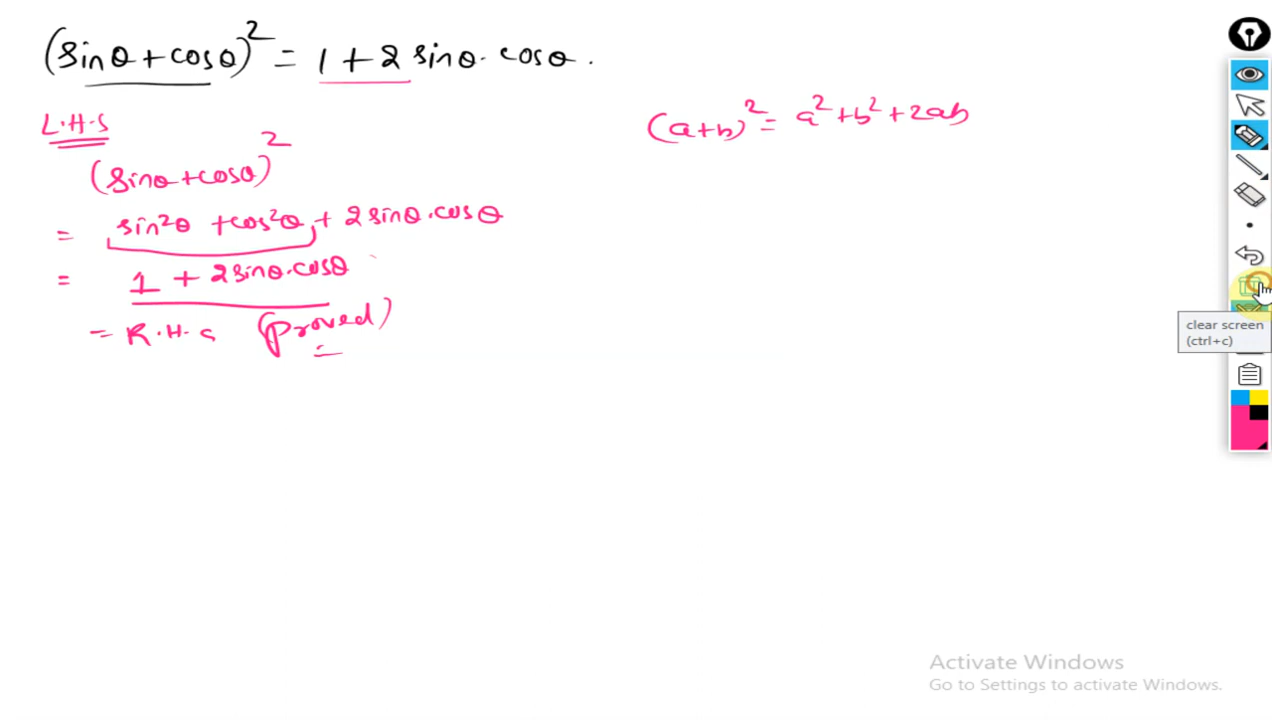 (sinθ + cosθ)² = 1 + 2 sinθ · cosθ .
L.H.S
(a+b)² = a² + b² + 2ab
(sinθ + cosθ)²
= sin²θ + cos²θ + 2 sinθ · cosθ
= 1 + 2 sinθ · cosθ
= R.H.S (proved)
clear screen
(ctrl+c)
Activate Windows
Go to Settings to activate Windows.